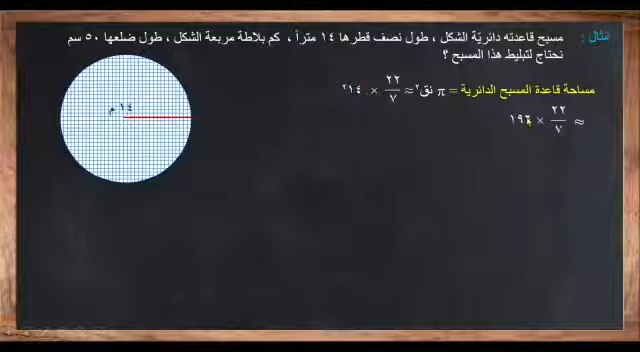 مثال : مسبح قاعدته دائريّة الشكل ، طول نصف قطرها ١٤ متراً ، كم بلاطة مربعة الشكل ، طول ضلعها ٥٠ سم
نحتاج لتبليط هذا المسبح ؟
١٤ م
مساحة قاعدة المسبح الدائرية = π نق٢ ≈ ٢٢/٧ × ١٤٢
≈ ٢٢/٧ × ١٩٦